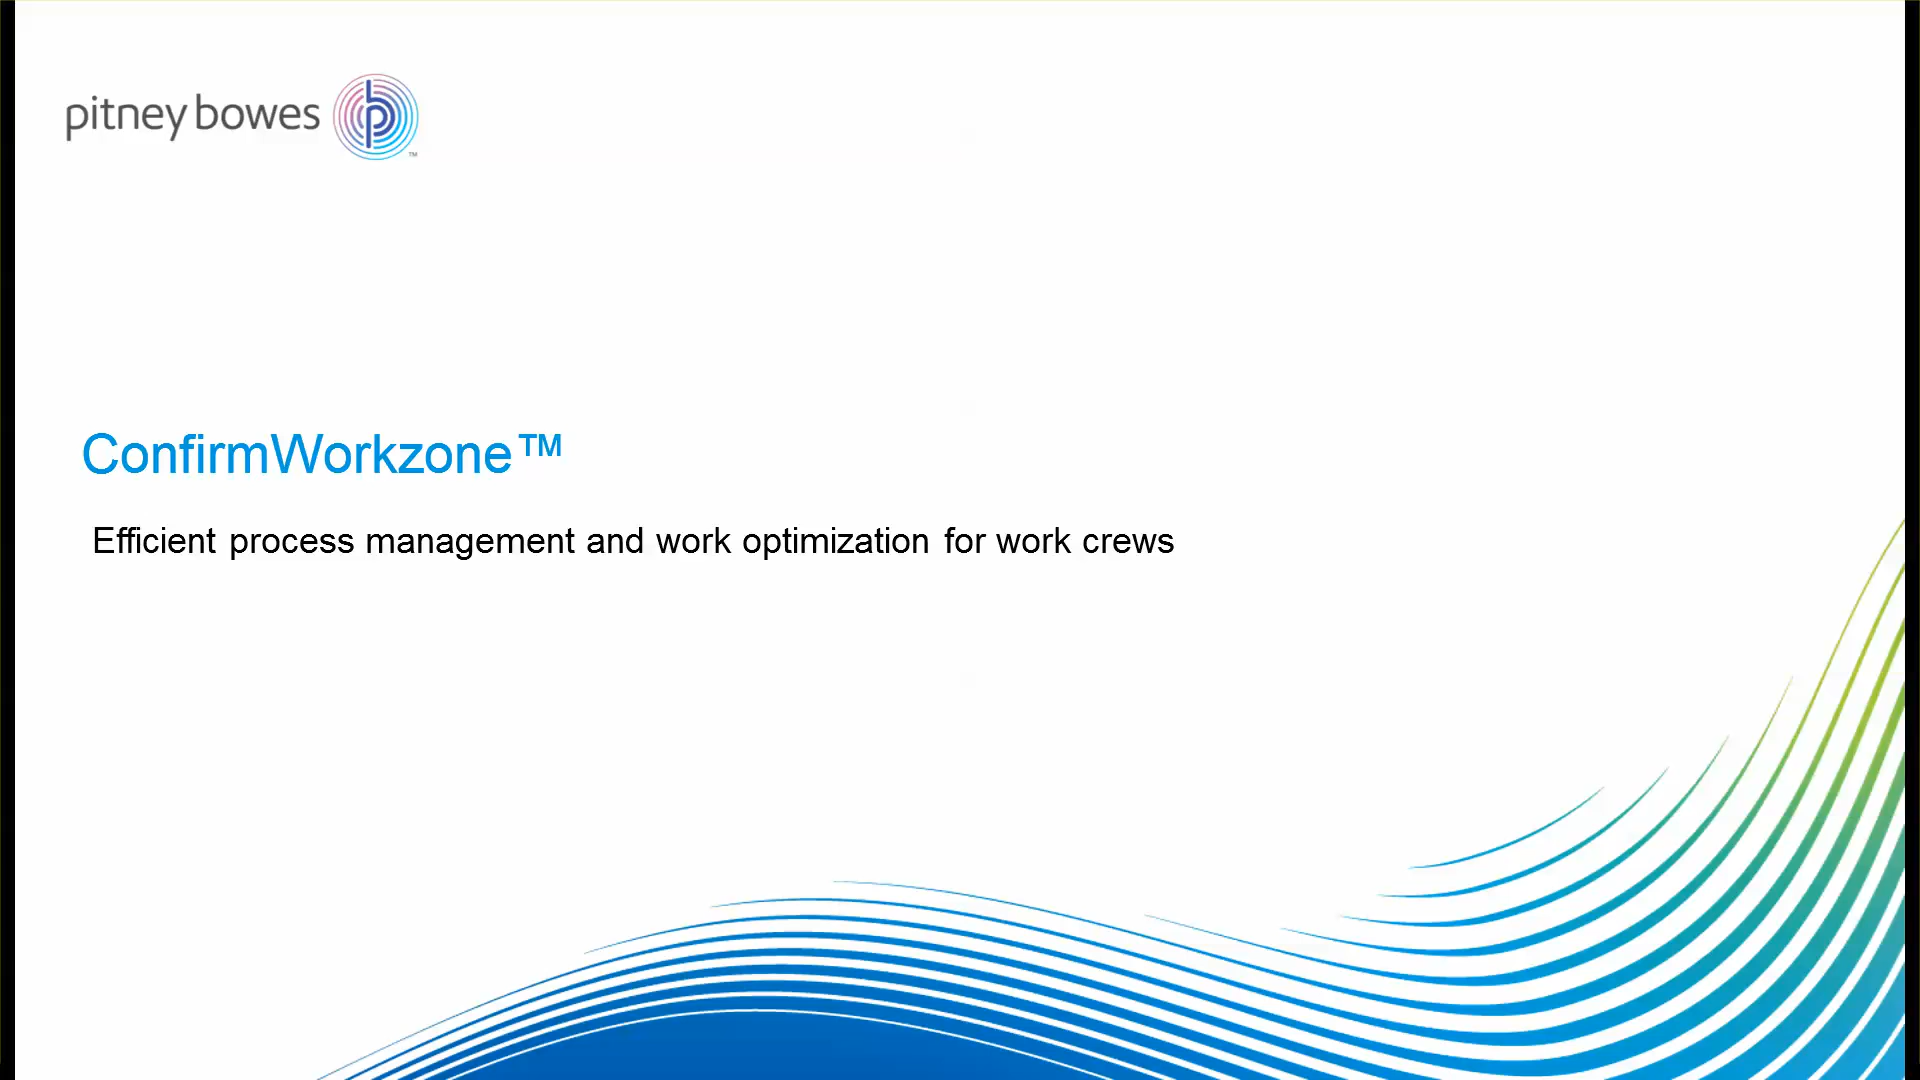 pitney bowes
ConfirmWorkzone™
Efficient process management and work optimization for work crews